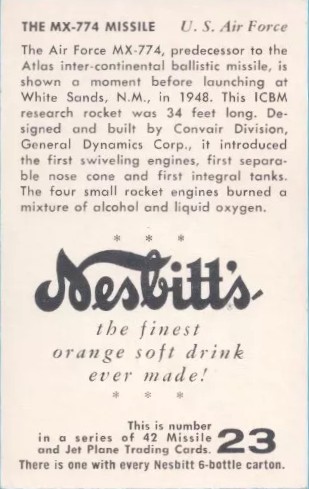 THE MX-774 MISSILE U. S. Air Force
The Air Force MX-774, predecessor to the
Atlas inter-continental ballistic missile, is
shown a moment before launching at
White Sands, N.M., in 1948. This ICBM
research rocket was 34 feet long. De-
signed and built by Convair Division,
General Dynamics Corp., it introduced
the first swiveling engines, first separa-
ble nose cone and first integral tanks.
The four small rocket engines burned a
mixture of alcohol and liquid oxygen.
* * *
Nesbitt's
the finest
orange soft drink
ever made!
* * *
This is number
in a series of 42 Missile
and Jet Plane Trading Cards. 23
There is one with every Nesbitt 6-bottle carton.